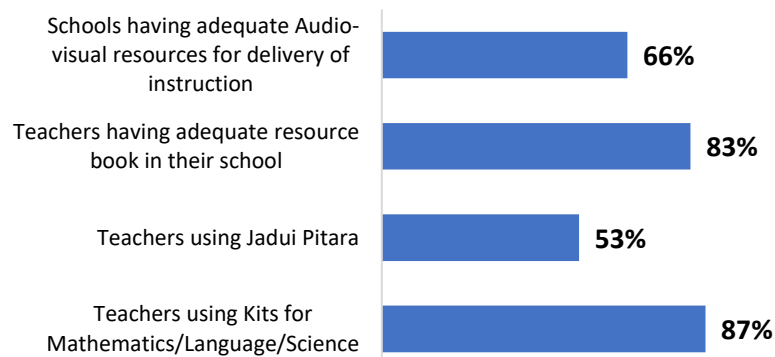 Schools having adequate Audio-
visual resources for delivery of
instruction
66%
Teachers having adequate resource
book in their school
83%
Teachers using Jadui Pitara
53%
Teachers using Kits for
Mathematics/Language/Science
87%